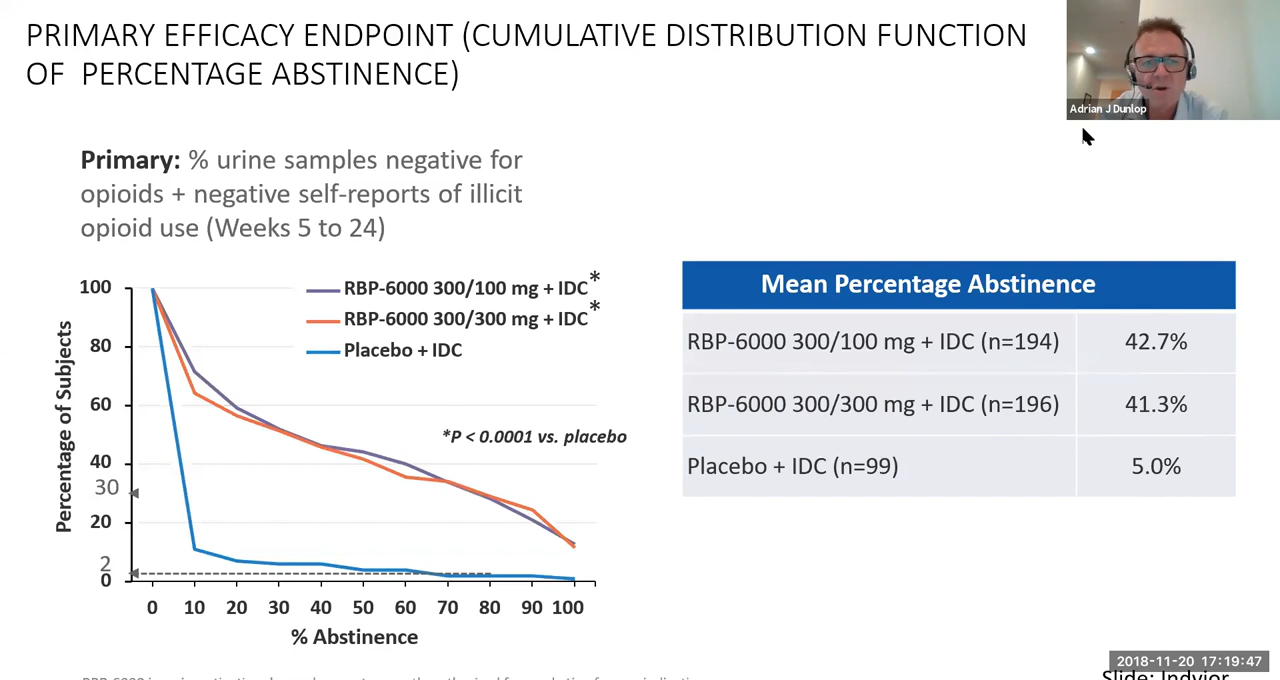 PRIMARY EFFICACY ENDPOINT (CUMULATIVE DISTRIBUTION FUNCTION
OF PERCENTAGE ABSTINENCE)
Adrian J Dunlop
Primary: % urine samples negative for
opioids + negative self-reports of illicit
opioid use (Weeks 5 to 24)
RBP-6000 300/100 mg + IDC*
RBP-6000 300/300 mg + IDC*
Placebo + IDC
*P < 0.0001 vs. placebo
Percentage of Subjects
100
80
60
40
30
20
2
0
0 10 20 30 40 50 60 70 80 90 100
% Abstinence
Mean Percentage Abstinence
RBP-6000 300/100 mg + IDC (n=194) 42.7%
RBP-6000 300/300 mg + IDC (n=196) 41.3%
Placebo + IDC (n=99) 5.0%
2018-11-20 17:19:47
Slide: Indvior